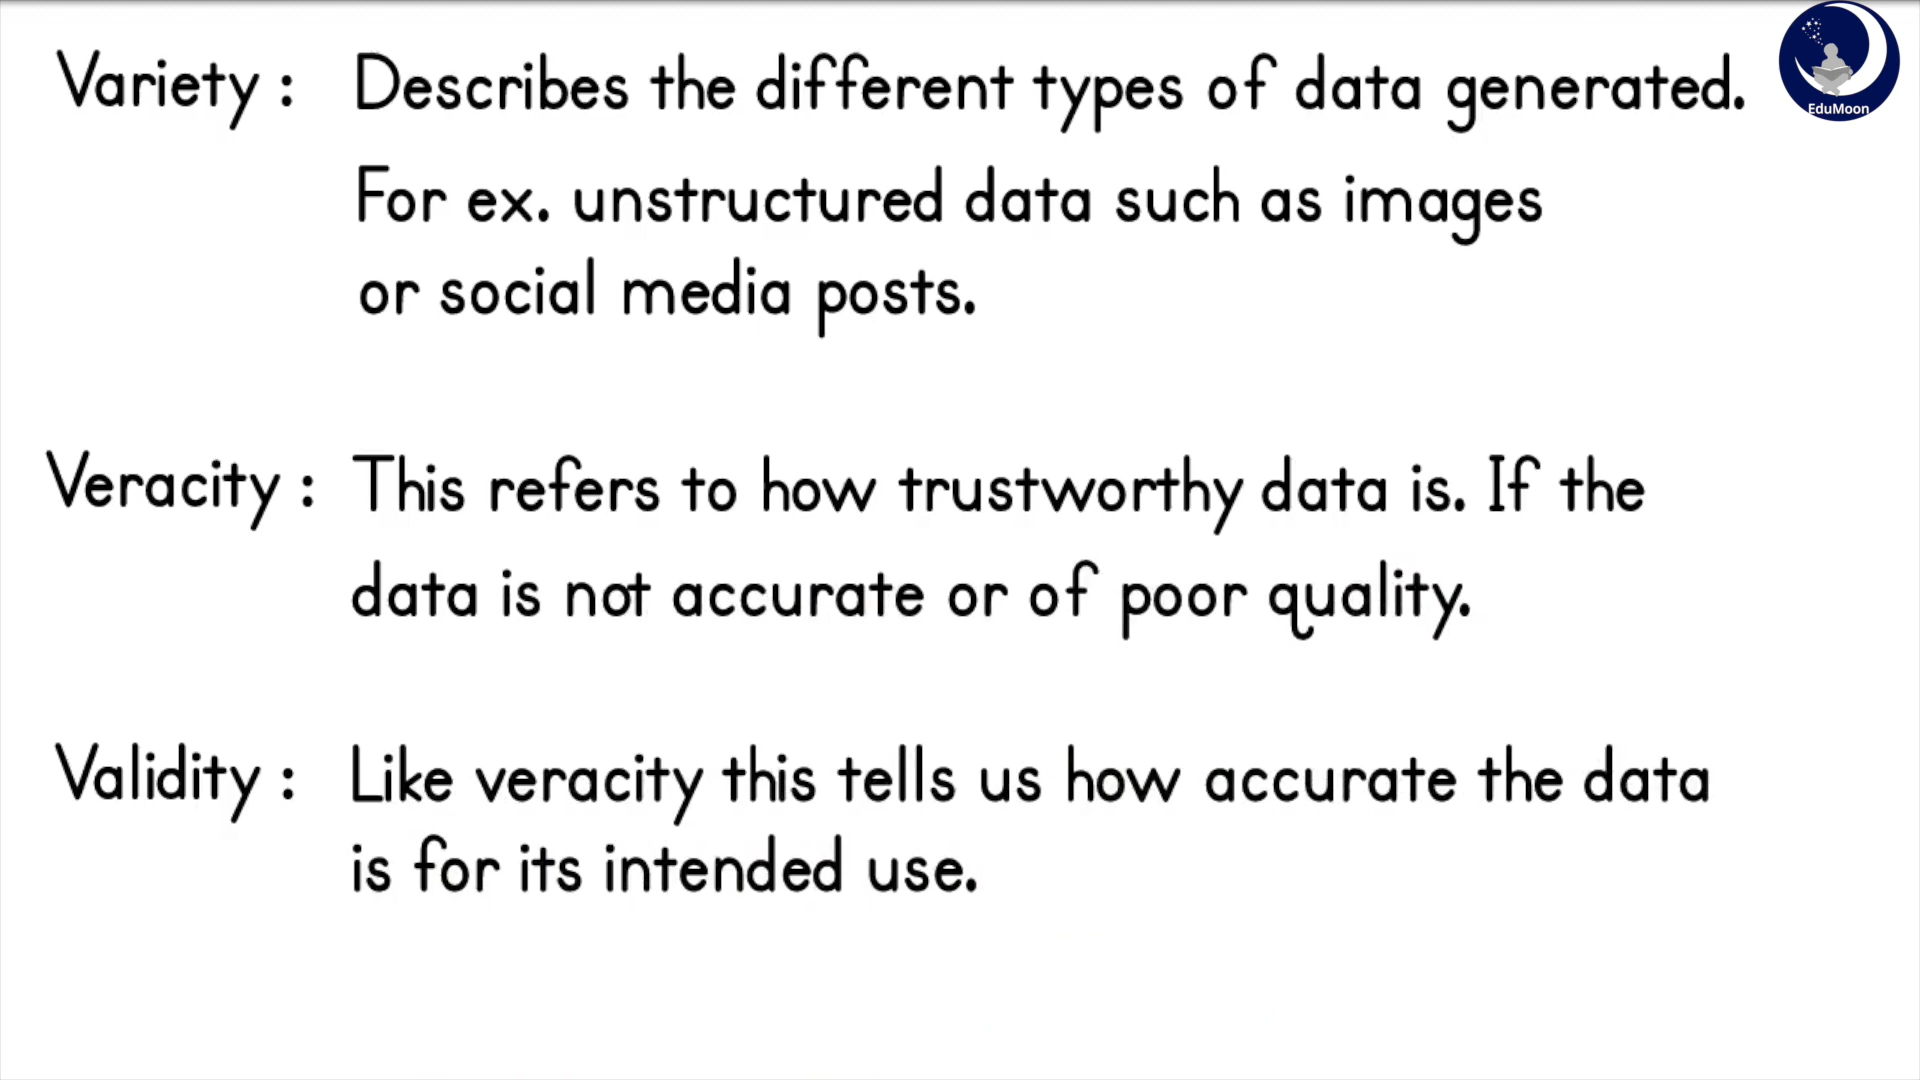 Variety : Describes the different types of data generated.
For ex. unstructured data such as images
or social media posts.
Veracity : This refers to how trustworthy data is. If the
data is not accurate or of poor quality.
Validity : Like veracity this tells us how accurate the data
is for its intended use.
EduMoon